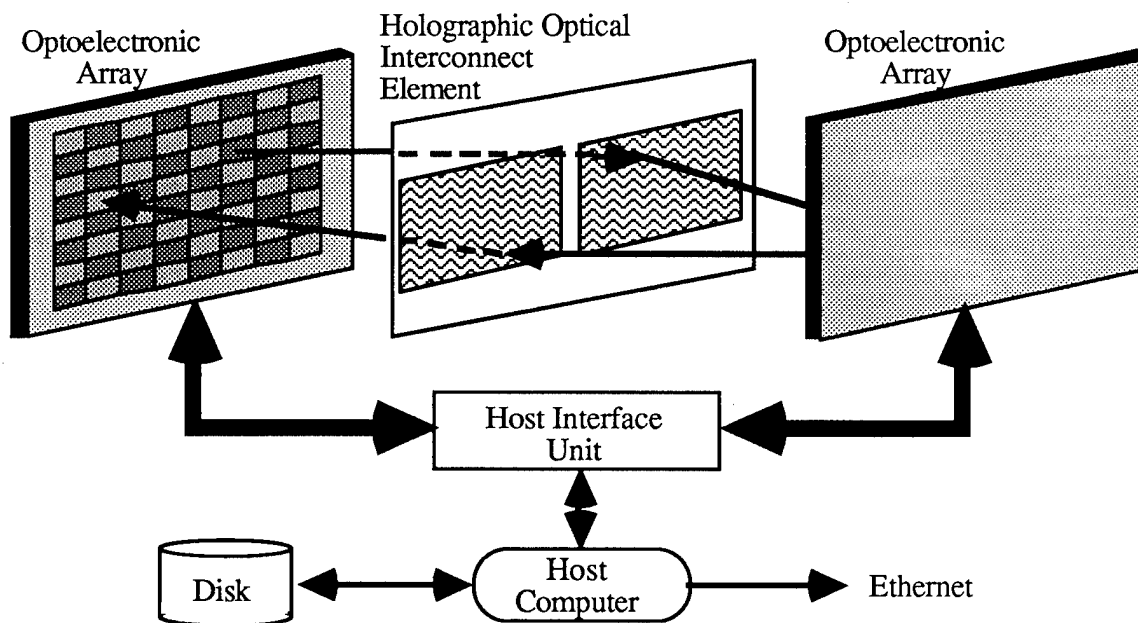 Optoelectronic
Array
Holographic Optical
Interconnect
Element
Optoelectronic
Array
Host Interface
Unit
Disk
Host
Computer
Ethernet